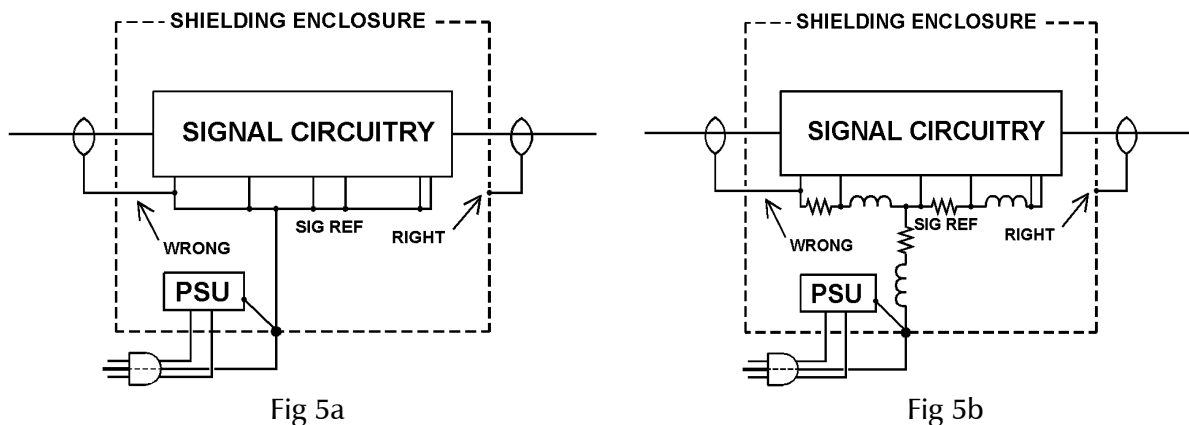 SHIELDING ENCLOSURE
SIGNAL CIRCUITRY
SIG REF
WRONG
RIGHT
PSU
Fig 5a
SHIELDING ENCLOSURE
SIGNAL CIRCUITRY
SIG REF
WRONG
RIGHT
PSU
Fig 5b